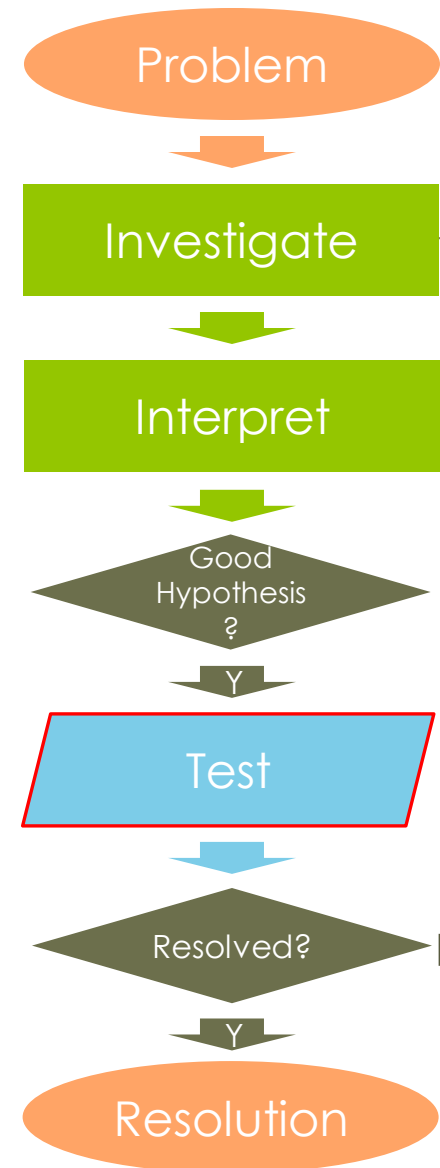 Problem
Investigate
Interpret
Good
Hypothesis
?
Y
Test
Resolved?
Y
Resolution